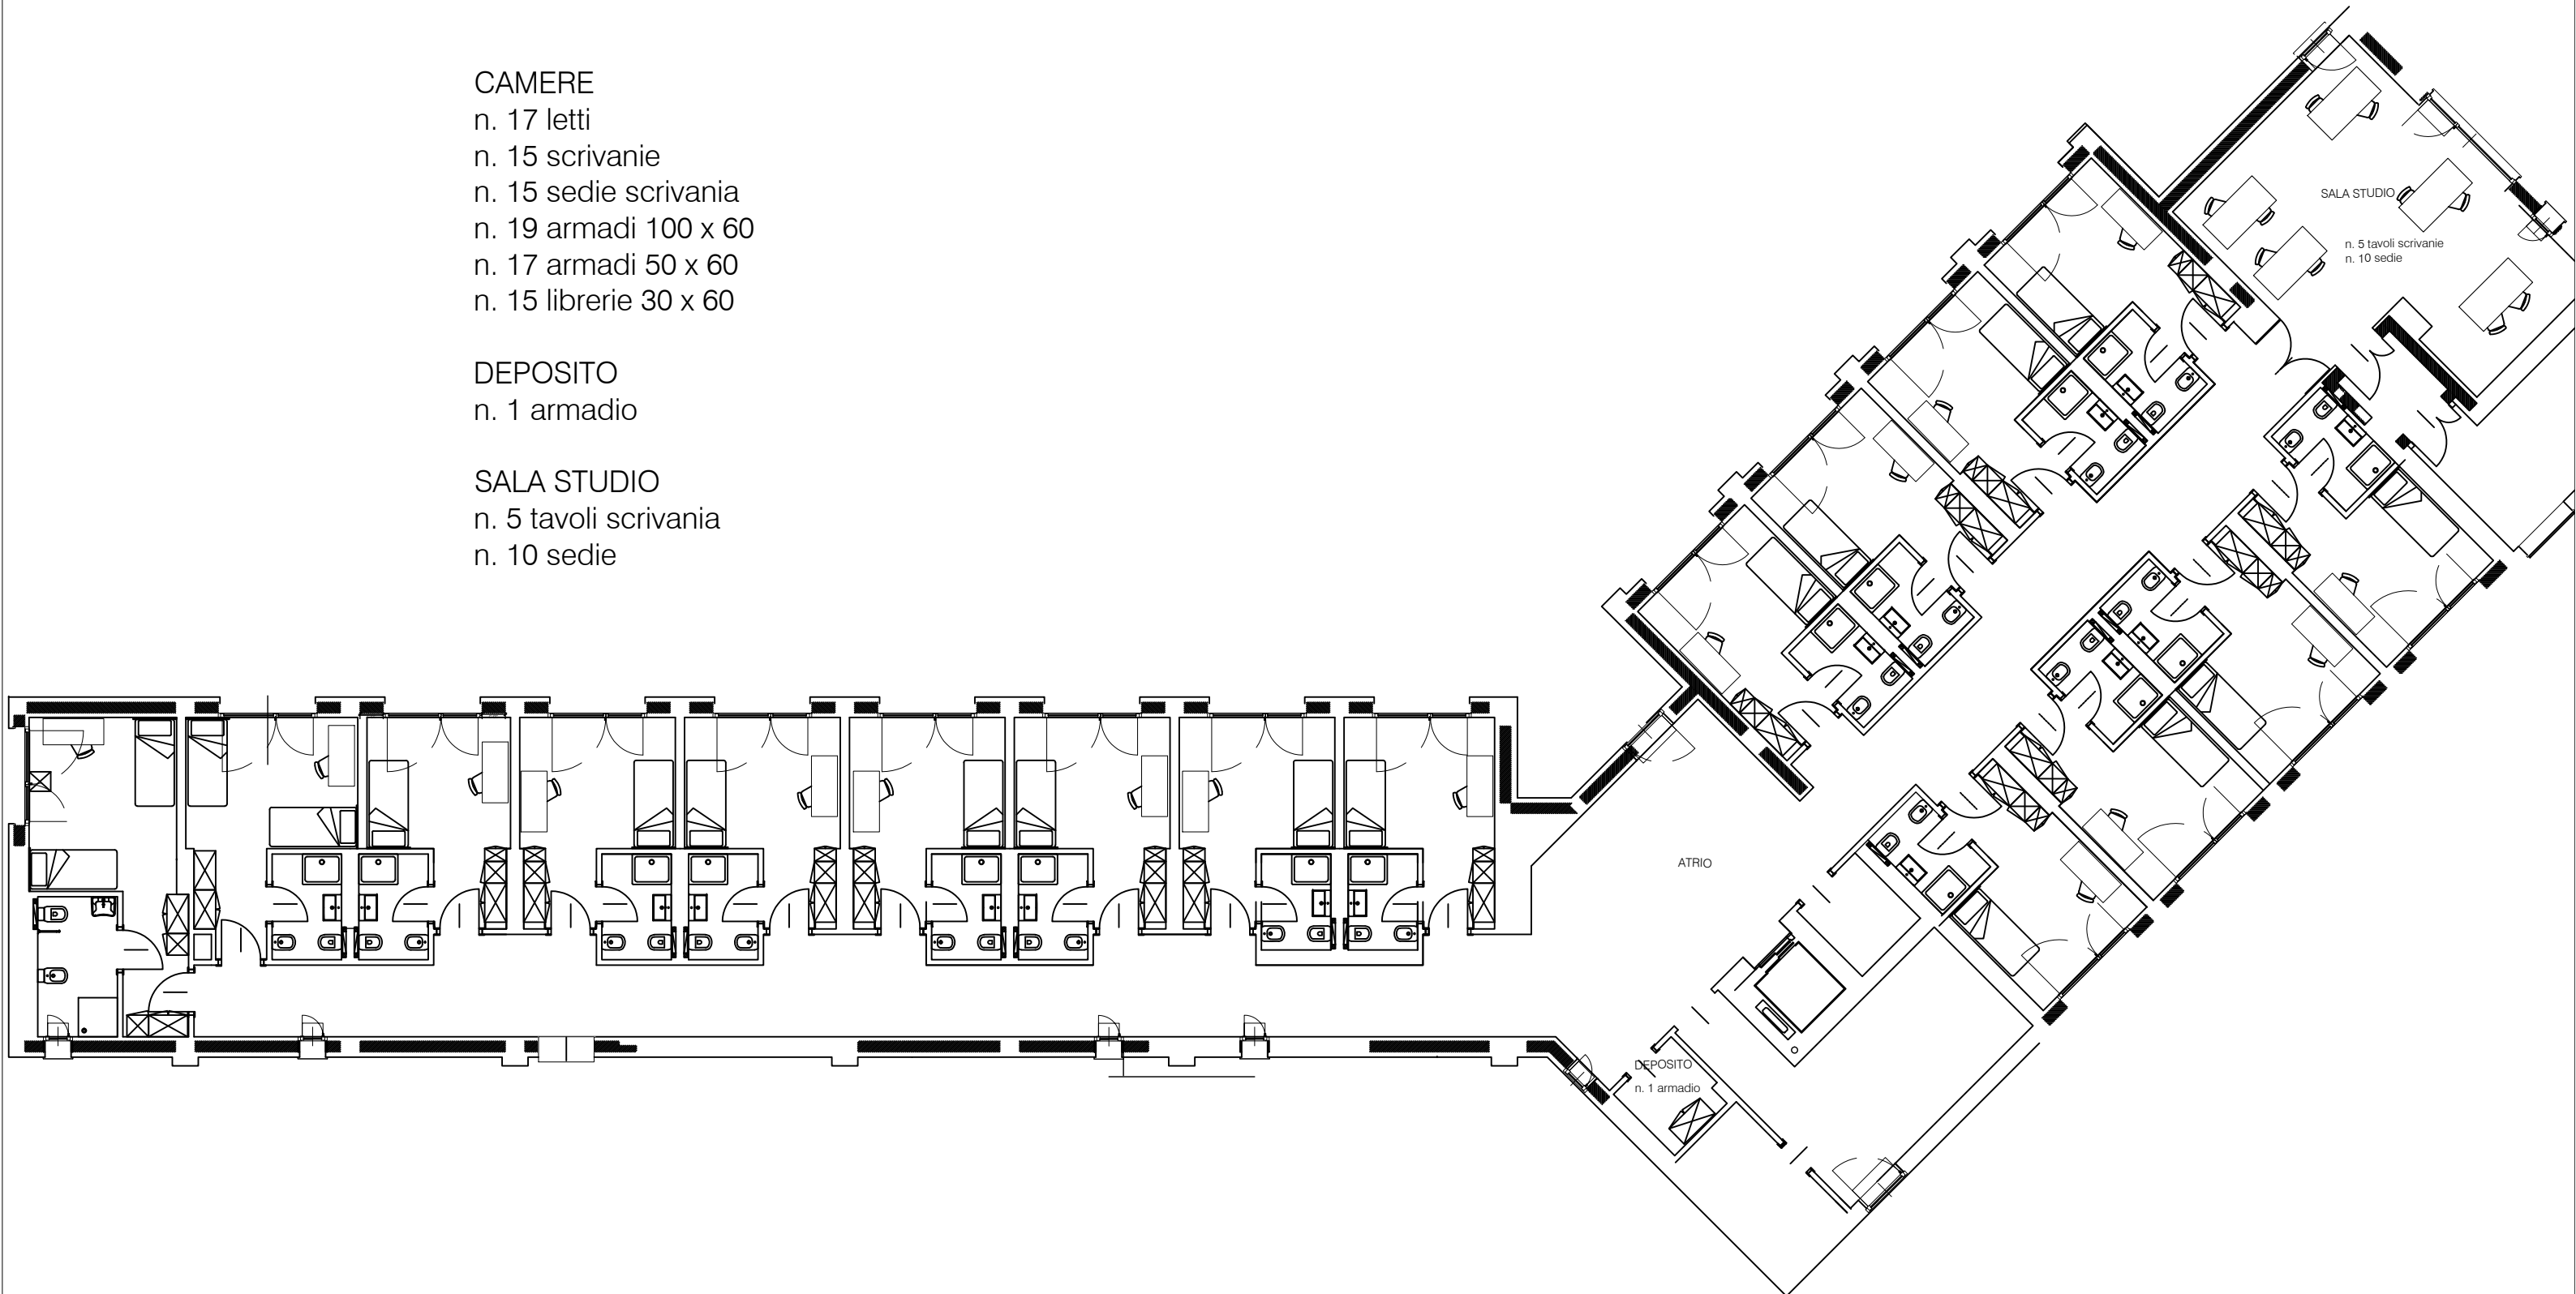 CAMERE
n. 17 letti
n. 15 scrivanie
n. 15 sedie scrivania
n. 19 armadi 100 x 60
n. 17 armadi 50 x 60
n. 15 librerie 30 x 60
DEPOSITO
n. 1 armadio
SALA STUDIO
n. 5 tavoli scrivania
n. 10 sedie
SALA STUDIO
n. 5 tavoli scrivanie
n. 10 sedie
ATRIO
DEPOSITO
n. 1 armadio